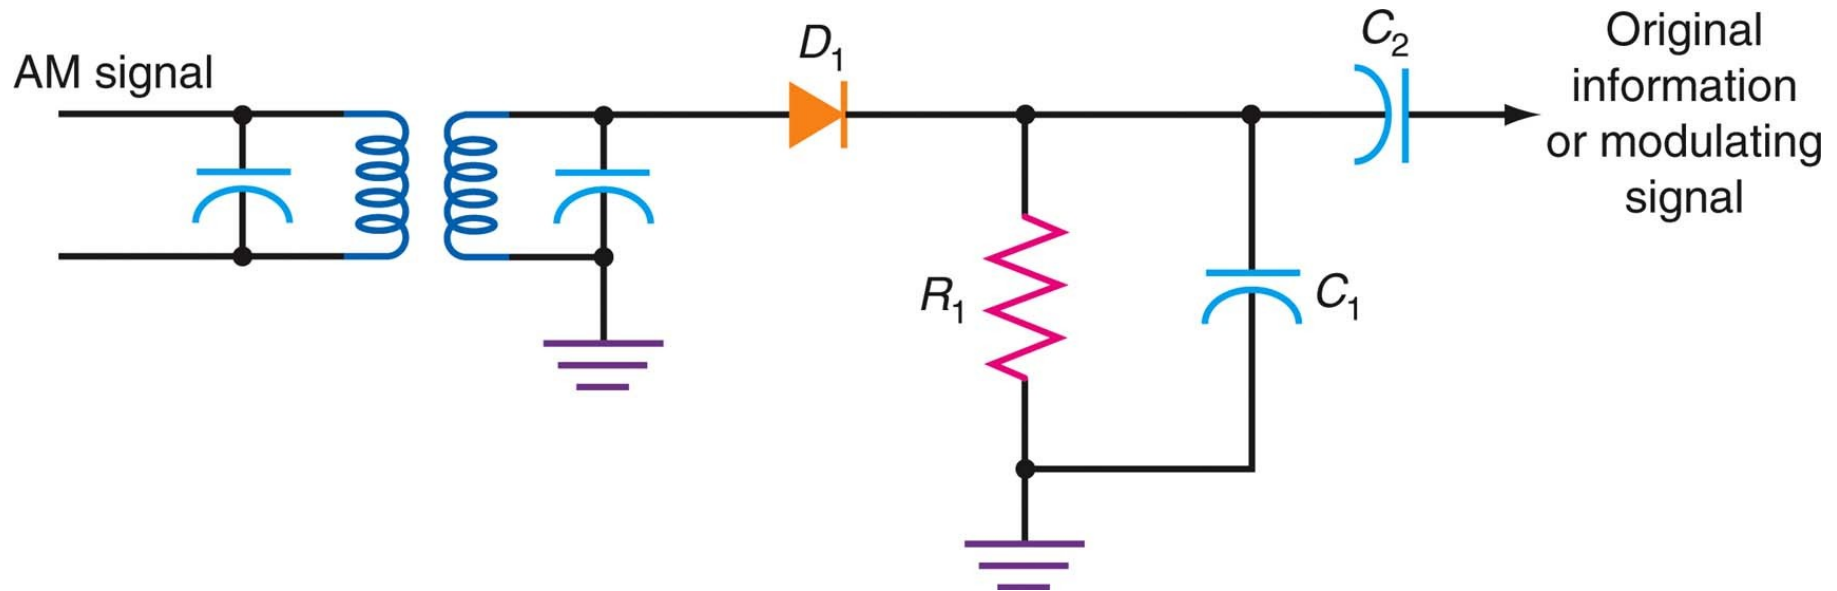 AM signal
D1
C2
Original
information
or modulating
signal
R1
C1